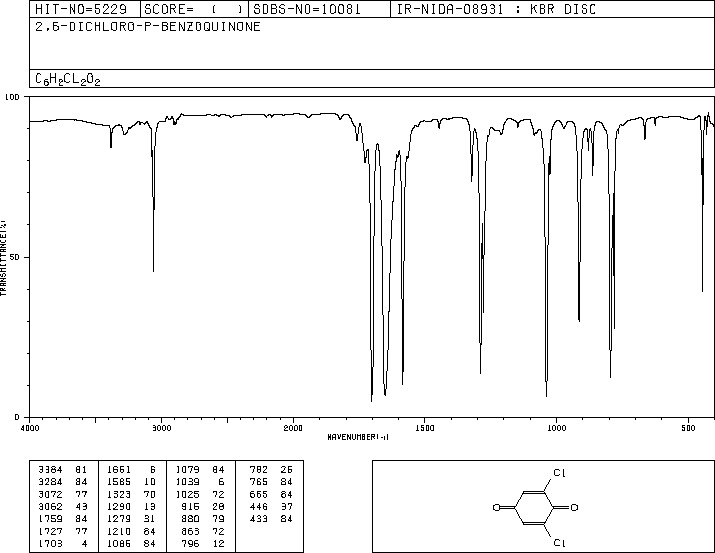 HIT-NO=5229 SCORE= ( ) SDBS-NO=10081 IR-NIDA-08931 : KBR DISC
2,6-DICHLORO-P-BENZOQUINONE
C6H2CL2O2
100
50
0
TRANSMITTANCE(%)
4000 3000 2000 1500 1000 500
WAVENUMBER(-1)
3384 81 1661 6 1079 84 782 26
3284 84 1585 10 1039 6 765 84
3072 77 1323 70 1025 72 665 84
3062 43 1290 13 915 28 446 37
1759 84 1279 31 880 79 433 84
1727 77 1210 84 863 72
1703 4 1086 84 796 12
Cl
O O
Cl